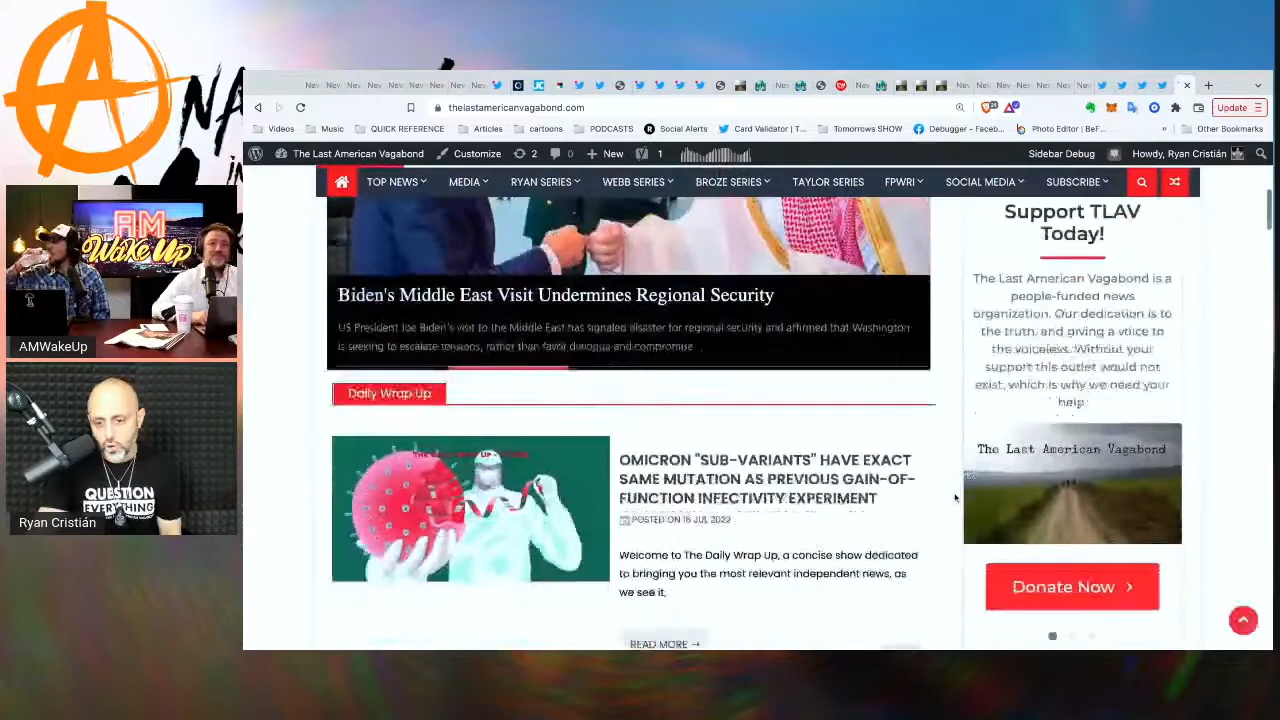 NA
AM
Wake Up
AMWakeUp
QUESTION
EVERYTHING
Ryan Cristián
thelastamericanvagabond.com
Update
Videos Music QUICK REFERENCE Articles cartoons PODCASTS Social Alerts Card Validator | T... Tomorrows SHOW Debugger - Faceb... Photo Editor | BeF... » Other Bookmarks
The Last American Vagabond Customize 2 0 New 1 Sidebar Debug Howdy, Ryan Cristián
TOP NEWS MEDIA RYAN SERIES WEBB SERIES BROZE SERIES TAYLOR SERIES FPWR SOCIAL MEDIA SUBSCRIBE
Biden's Middle East Visit Undermines Regional Security
US President Joe Biden's visit to the Middle East has signaled disaster for regional security and affirmed that Washington
is seeking to escalate tensions, rather than favor dialogue and compromise
Daily Wrap Up
OMICRON "SUB-VARIANTS" HAVE EXACT
SAME MUTATION AS PREVIOUS GAIN-OF-
FUNCTION INFECTIVITY EXPERIMENT
POSTED ON 16 JUL 2022
Welcome to The Daily Wrap Up, a concise show dedicated
to bringing you the most relevant independent news, as
we see it,
READ MORE →
Support TLAV
Today!
The Last American Vagabond is a
people-funded news
organization. Our dedication is to
the truth, and giving a voice to
the voiceless. Without your
support this outlet would not
exist, which is why we need your
help.
The Last American Vagabond
Donate Now